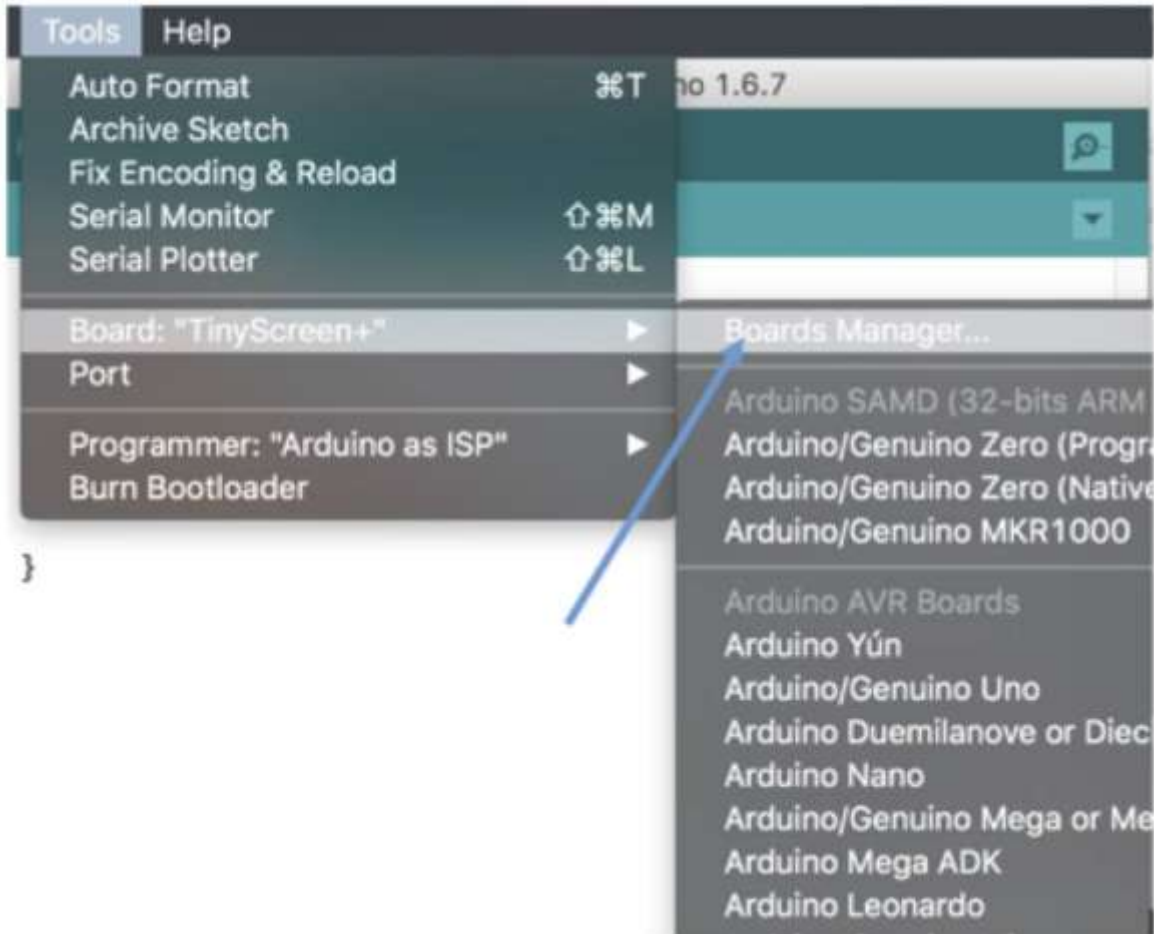 Tools Help
Auto Format ⌘T
no 1.6.7
Archive Sketch
Fix Encoding & Reload
Serial Monitor ⇧⌘M
Serial Plotter ⇧⌘L
Board: "TinyScreen+" ▶
Port ▶
Programmer: "Arduino as ISP" ▶
Burn Bootloader
}
Boards Manager...
Arduino SAMD (32-bits ARM
Arduino/Genuino Zero (Progra
Arduino/Genuino Zero (Native
Arduino/Genuino MKR1000
Arduino AVR Boards
Arduino Yún
Arduino/Genuino Uno
Arduino Duemilanove or Diec
Arduino Nano
Arduino/Genuino Mega or Me
Arduino Mega ADK
Arduino Leonardo